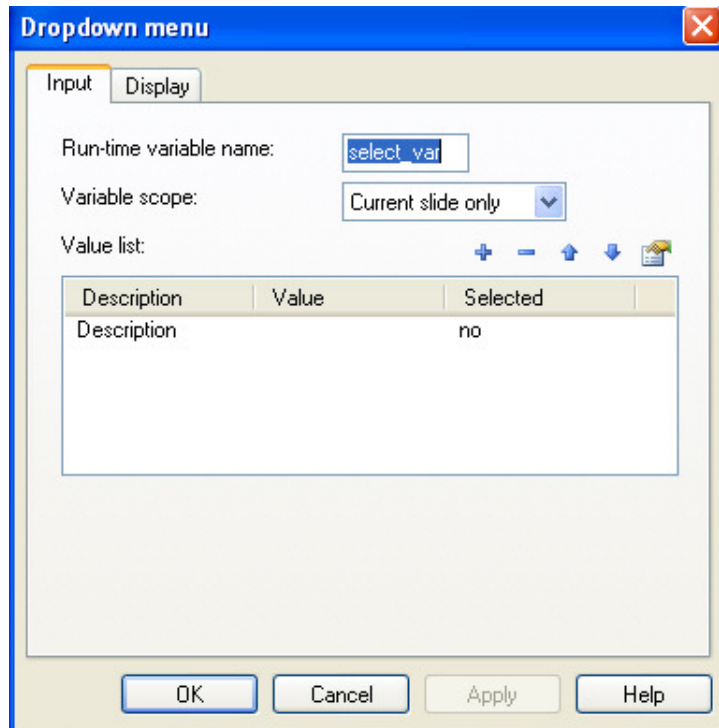 Dropdown menu
Input Display
Run-time variable name: select_var
Variable scope: Current slide only
Value list:
Description Value Selected
Description no
OK Cancel Apply Help